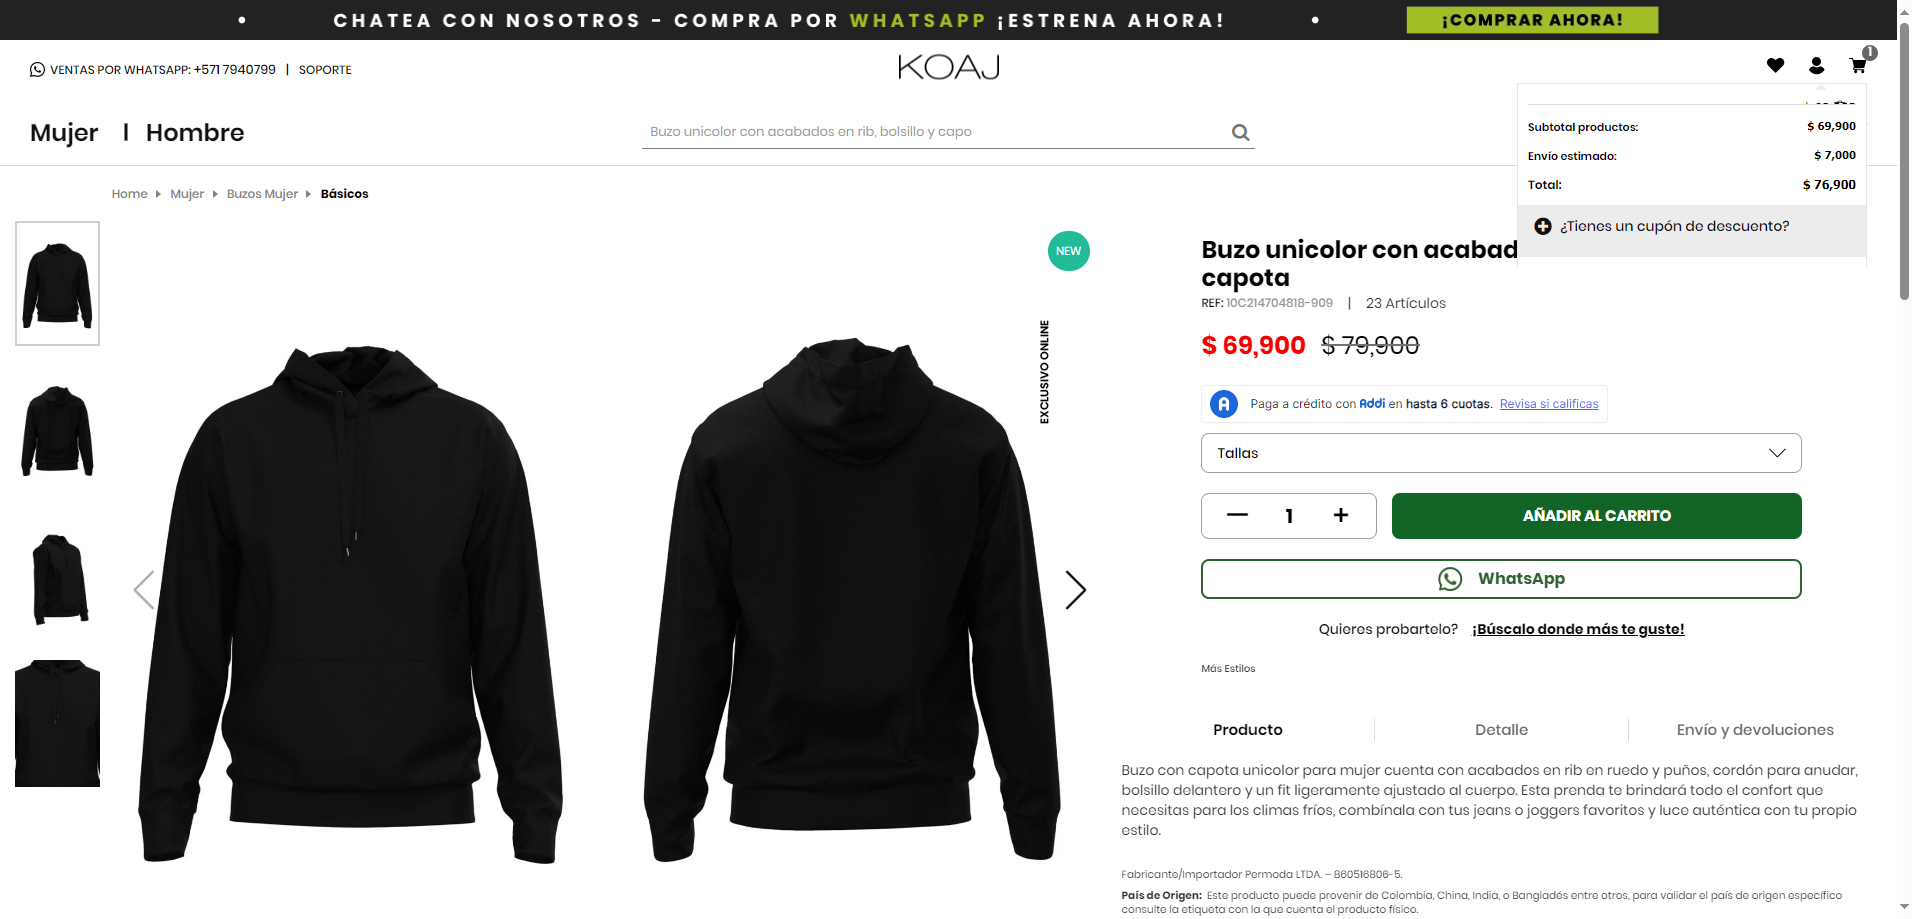 CHATEA CON NOSOTROS - COMPRA POR WHATSAPP ¡ESTRENA AHORA!
¡COMPRAR AHORA!
VENTAS POR WHATSAPP: +571 7940799 | SOPORTE
KOAJ
1
Mujer | Hombre
Buzo unicolor con acabados en rib, bolsillo y capo
Subtotal productos: $ 69,900
Envío estimado: $ 7,000
Total: $ 76,900
¿Tienes un cupón de descuento?
Home Mujer Buzos Mujer Básicos
NEW
EXCLUSIVO ONLINE
Buzo unicolor con acabad
capota
REF: 10C214704818-909 | 23 Artículos
$ 69,900 $ 79,900
A Paga a crédito con Addi en hasta 6 cuotas. Revisa si calificas
Tallas
1
AÑADIR AL CARRITO
WhatsApp
Quieres probartelo? ¡Búscalo donde más te guste!
Más Estilos
Producto
Detalle
Envío y devoluciones
Buzo con capota unicolor para mujer cuenta con acabados en rib en ruedo y puños, cordón para anudar,
bolsillo delantero y un fit ligeramente ajustado al cuerpo. Esta prenda te brindará todo el confort que
necesitas para los climas fríos, combínala con tus jeans o joggers favoritos y luce auténtica con tu propio
estilo.
Fabricante/Importador Permoda LTDA. – 860516806-5.
País de Origen: Este producto puede provenir de Colombia, China, India, o Bangladés entre otros, para validar el país de origen específico
consulte la etiqueta con la que cuenta el producto físico.